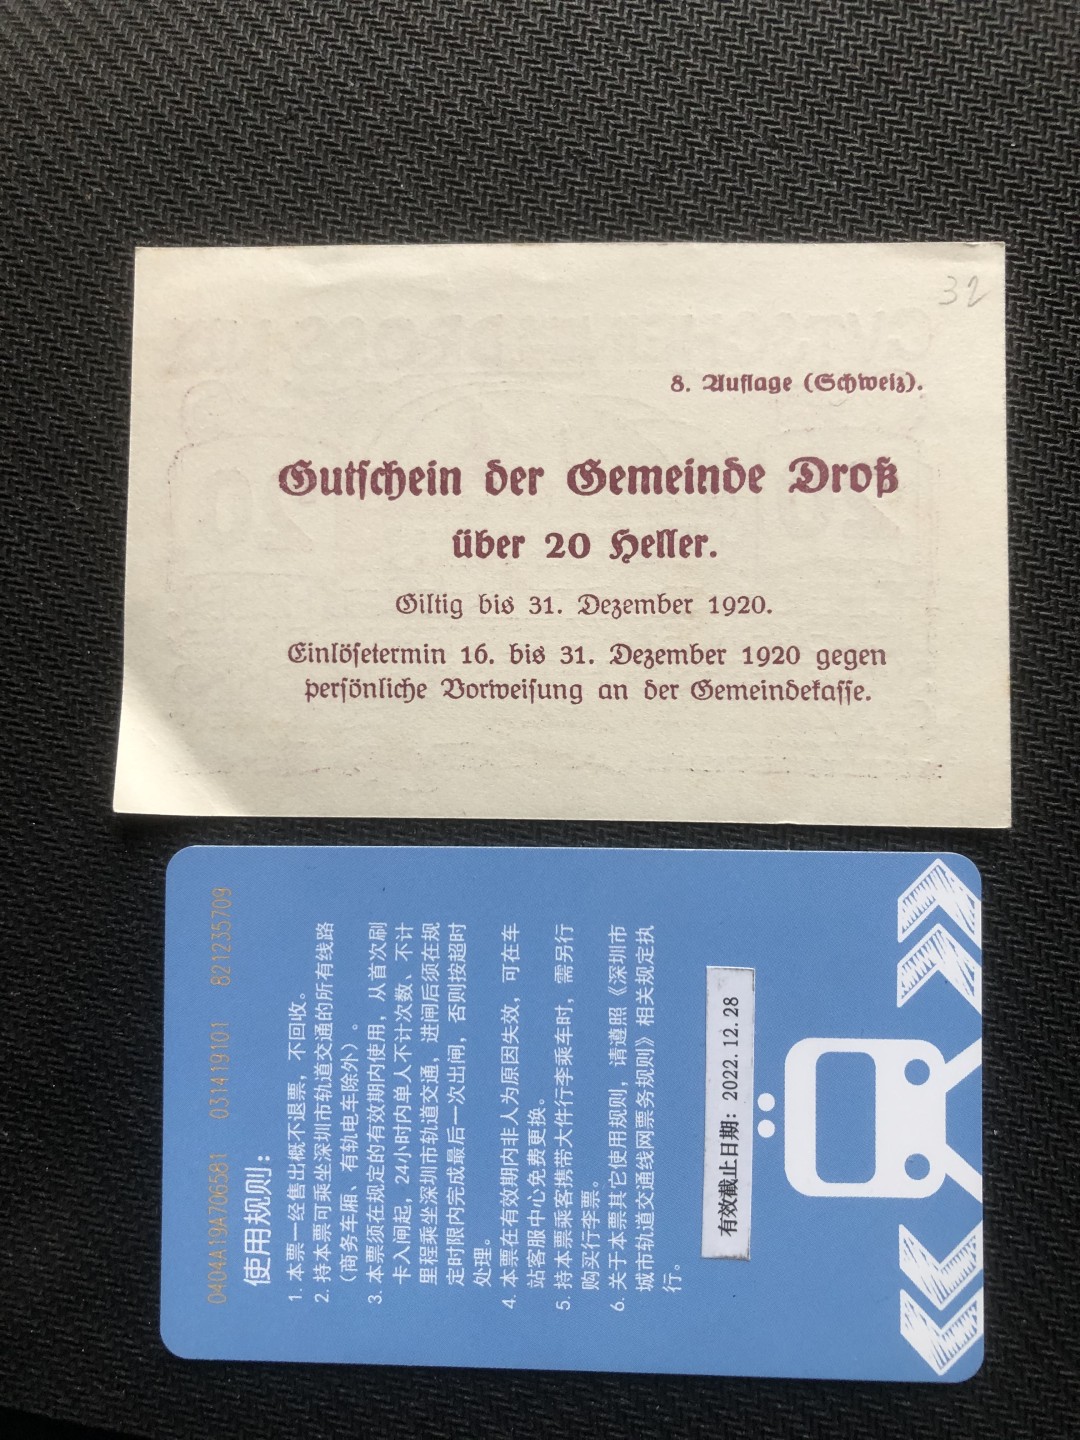 32
8. Auflage (Schweiz).
Gutschein der Gemeinde Droß
über 20 Heller.
Giltig bis 31. Dezember 1920.
Einlösetermin 16. bis 31. Dezember 1920 gegen
persönliche Vorweisung an der Gemeindekasse.
0404A19A706581 031419101 821235709
使用规则：
1. 本票一经售出概不退票，不回收。
2. 持本票可乘坐深圳市轨道交通的所有线路
（商务车厢、有轨电车除外）。
3. 本票须在规定的有效期内使用，从首次刷
卡入闸起，24小时内单人不计次数、不计
里程乘坐深圳市轨道交通，进闸后须在规
定时限内完成最后一次出闸，否则按超时
处理。
4. 本票在有效期内非人为原因失效，可在车
站客服中心免费更换。
5. 持本票乘客携带大件行李乘车时，需另行
购买行李票。
6. 关于本票其它使用规则，请遵照《深圳市
城市轨道交通线网票务规则》相关规定执
行。
有效截止日期：2022.12.28